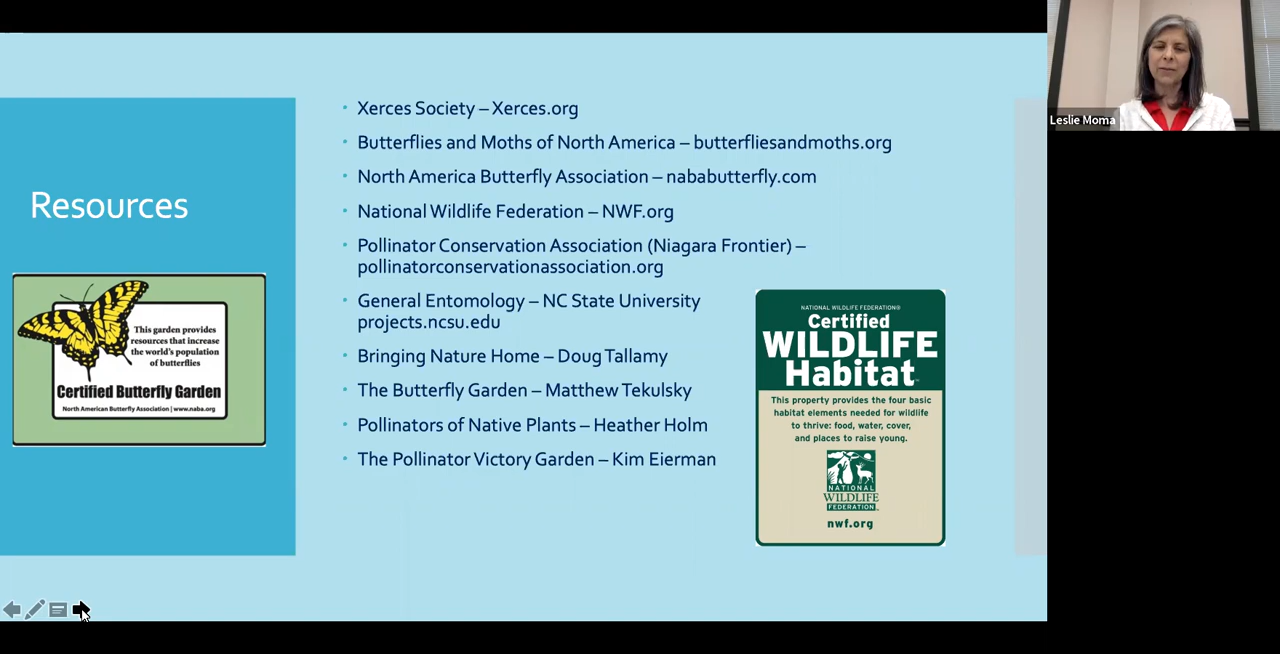 Resources
This garden provides
resources that increase
the world's population
of butterflies
Certified Butterfly Garden
North American Butterfly Association | www.naba.org
Xerces Society – Xerces.org
Butterflies and Moths of North America – butterfliesandmoths.org
North America Butterfly Association – nababutterfly.com
National Wildlife Federation – NWF.org
Pollinator Conservation Association (Niagara Frontier) –
pollinatorconservationassociation.org
General Entomology – NC State University
projects.ncsu.edu
Bringing Nature Home – Doug Tallamy
The Butterfly Garden – Matthew Tekulsky
Pollinators of Native Plants – Heather Holm
The Pollinator Victory Garden – Kim Eierman
NATIONAL WILDLIFE FEDERATION®
Certified
WILDLIFE
Habitat
This property provides the four basic
habitat elements needed for wildlife
to thrive: food, water, cover,
and places to raise young.
NATIONAL
WILDLIFE
FEDERATION
nwf.org
Leslie Moma